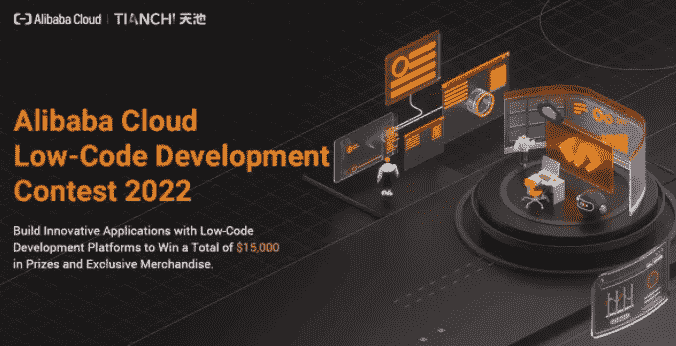 Alibaba Cloud | TIANCHI 天池
Alibaba Cloud
Low-Code Development
Contest 2022
Build Innovative Applications with Low-Code
Development Platforms to Win a Total of $15,000
in Prizes and Exclusive Merchandise.